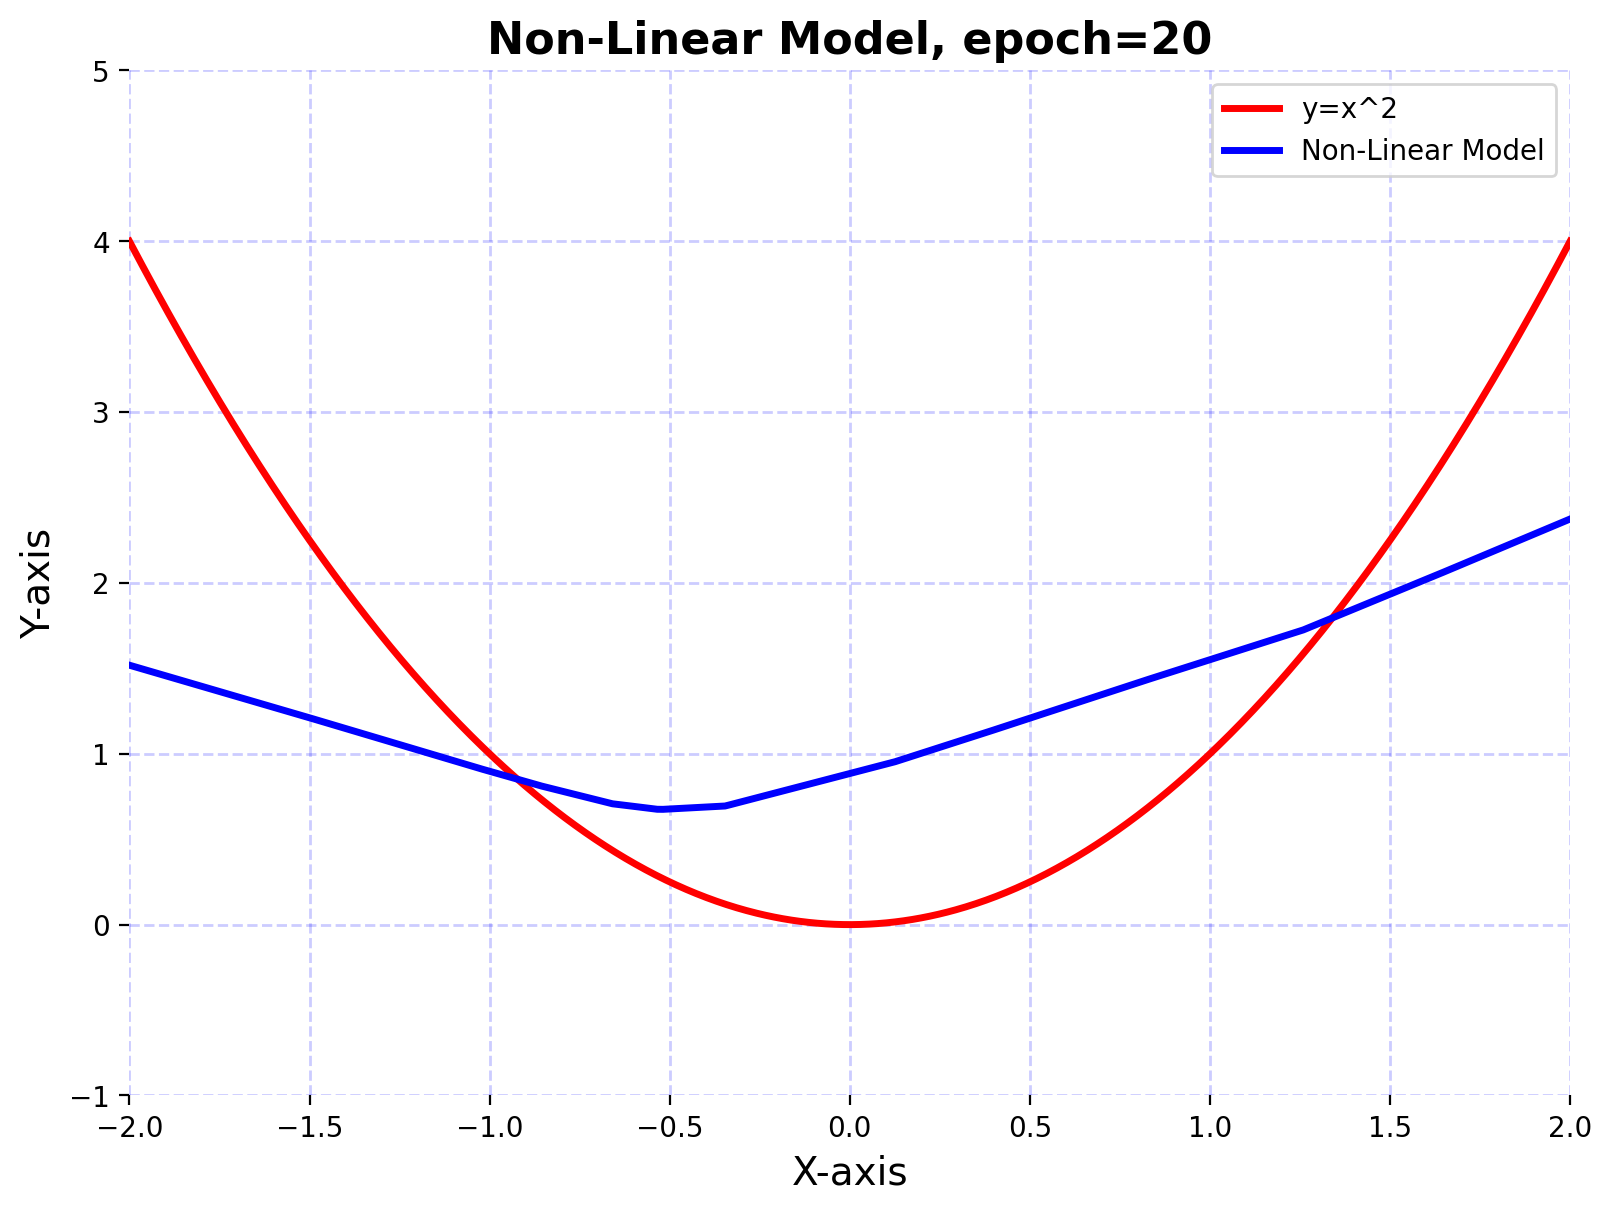 Non-Linear Model, epoch=20
y=x^2
Non-Linear Model
Y-axis
5
4
3
2
1
0
−1
−2.0 −1.5 −1.0 −0.5 0.0 0.5 1.0 1.5 2.0
X-axis